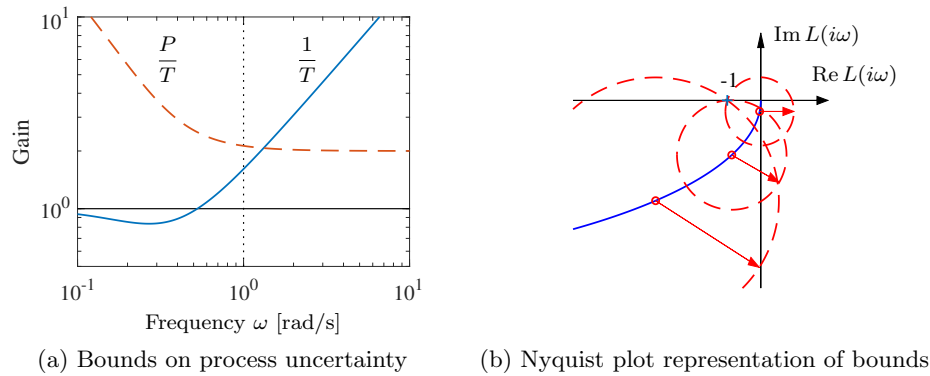 10^1
P/T
1/T
Gain
10^0
10^-1
10^0
10^1
Frequency ω [rad/s]
(a) Bounds on process uncertainty
Im L(iω)
-1
Re L(iω)
(b) Nyquist plot representation of bounds